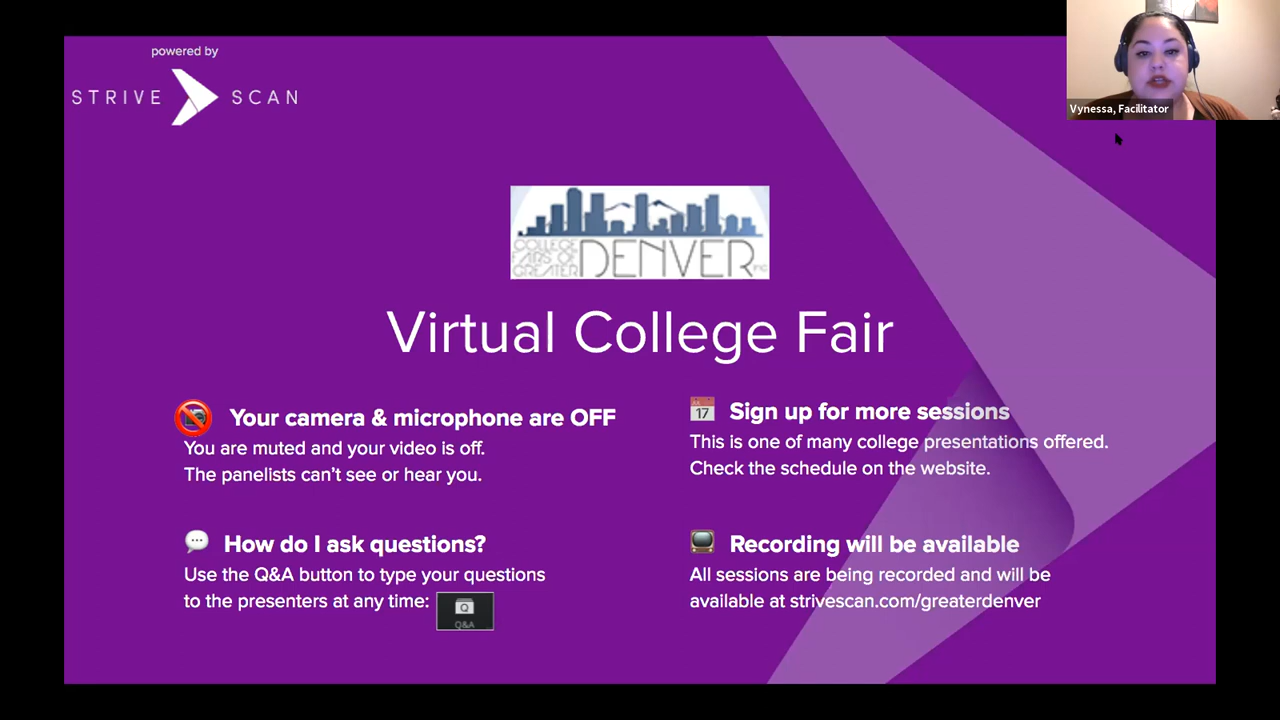 powered by
STRIVE SCAN
Vynessa, Facilitator
COLLEGE
FAIRS OF
GREATER
DENVER
INC
Virtual College Fair
Your camera & microphone are OFF
You are muted and your video is off.
The panelists can't see or hear you.
JUL
17
Sign up for more sessions
This is one of many college presentations offered.
Check the schedule on the website.
How do I ask questions?
Use the Q&A button to type your questions
to the presenters at any time:
Q
Q&A
Recording will be available
All sessions are being recorded and will be
available at strivescan.com/greaterdenver